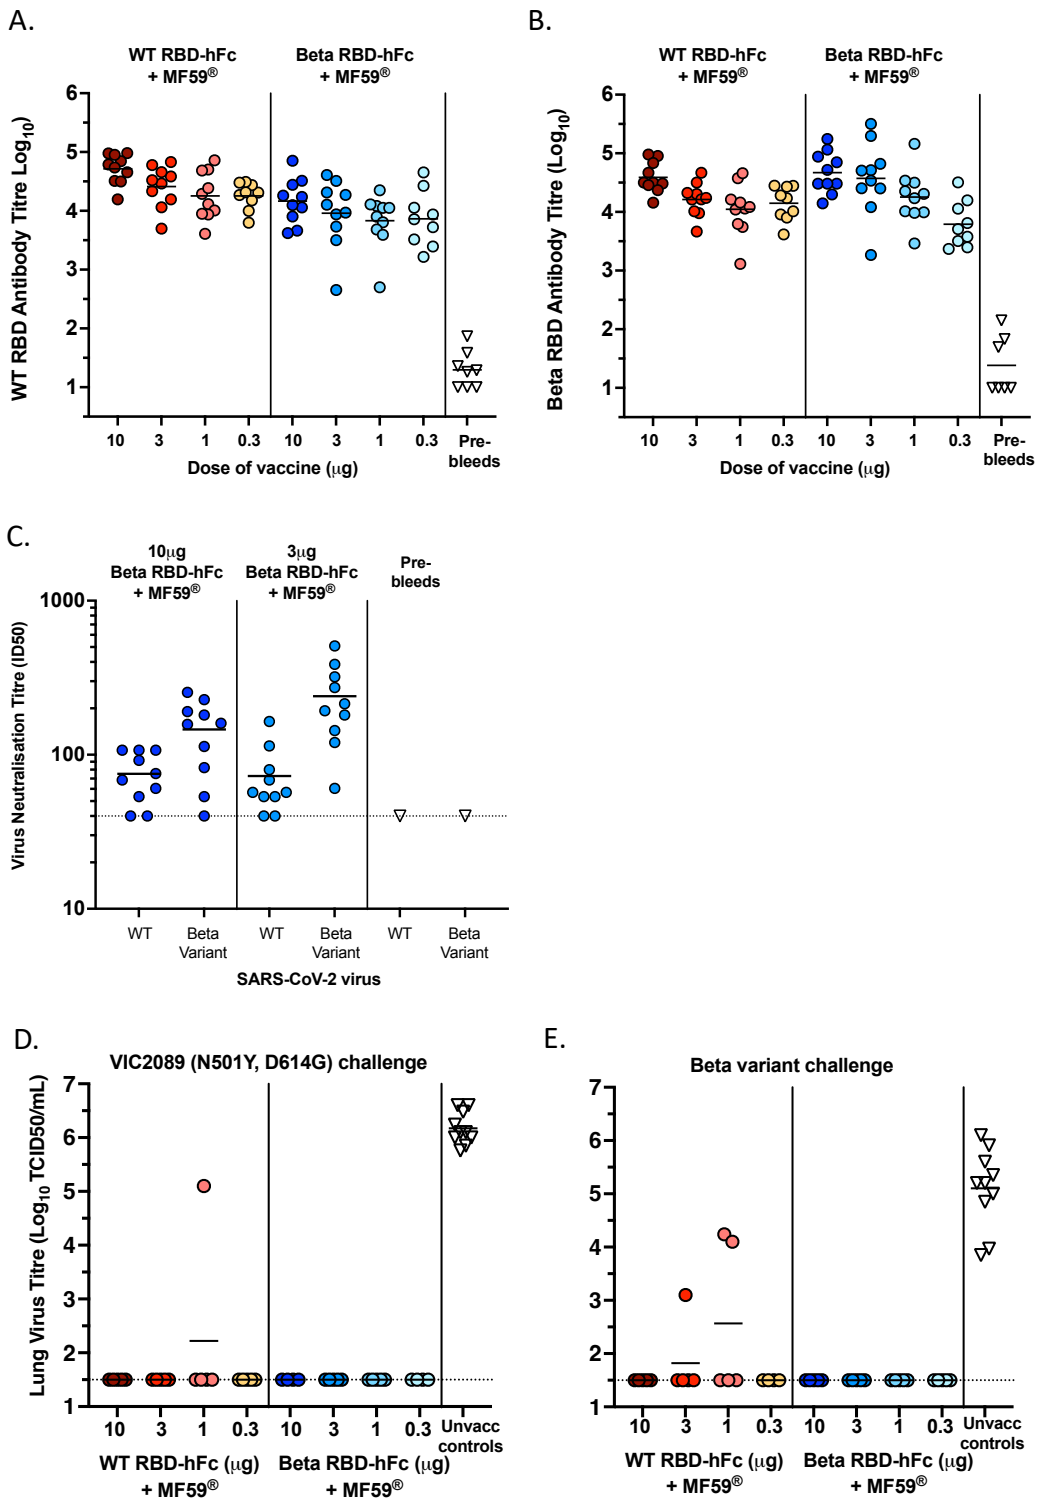 A.
WT RBD-hFc
+ MF59®
Beta RBD-hFc
+ MF59®
WT RBD Antibody Titre Log10)
6
5
4
3
2
1
10
3
1
0.3
10
3
1
0.3
Pre-
bleeds
Dose of vaccine (μg)
B.
WT RBD-hFc
+ MF59®
Beta RBD-hFc
+ MF59®
Beta RBD Antibody Titre (Log10)
6
5
4
3
2
1
10
3
1
0.3
10
3
1
0.3
Pre-
bleeds
Dose of vaccine (μg)
C.
10μg
Beta RBD-hFc
+ MF59®
3μg
Beta RBD-hFc
+ MF59®
Pre-
bleeds
Virus Neutralisation Titre (ID50)
1000
100
10
WT
Beta
Variant
WT
Beta
Variant
WT
Beta
Variant
SARS-CoV-2 virus
D.
VIC2089 (N501Y, D614G) challenge
Lung Virus Titre (Log10 TCID50/mL)
7
6
5
4
3
2
1
10
3
1
0.3
10
3
1
0.3
Unvacc
controls
WT RBD-hFc (μg)
+ MF59®
Beta RBD-hFc (μg)
+ MF59®
E.
Beta variant challenge
7
6
5
4
3
2
1
10
3
1
0.3
10
3
1
0.3
Unvacc
controls
WT RBD-hFc (μg)
+ MF59®
Beta RBD-hFc (μg)
+ MF59®